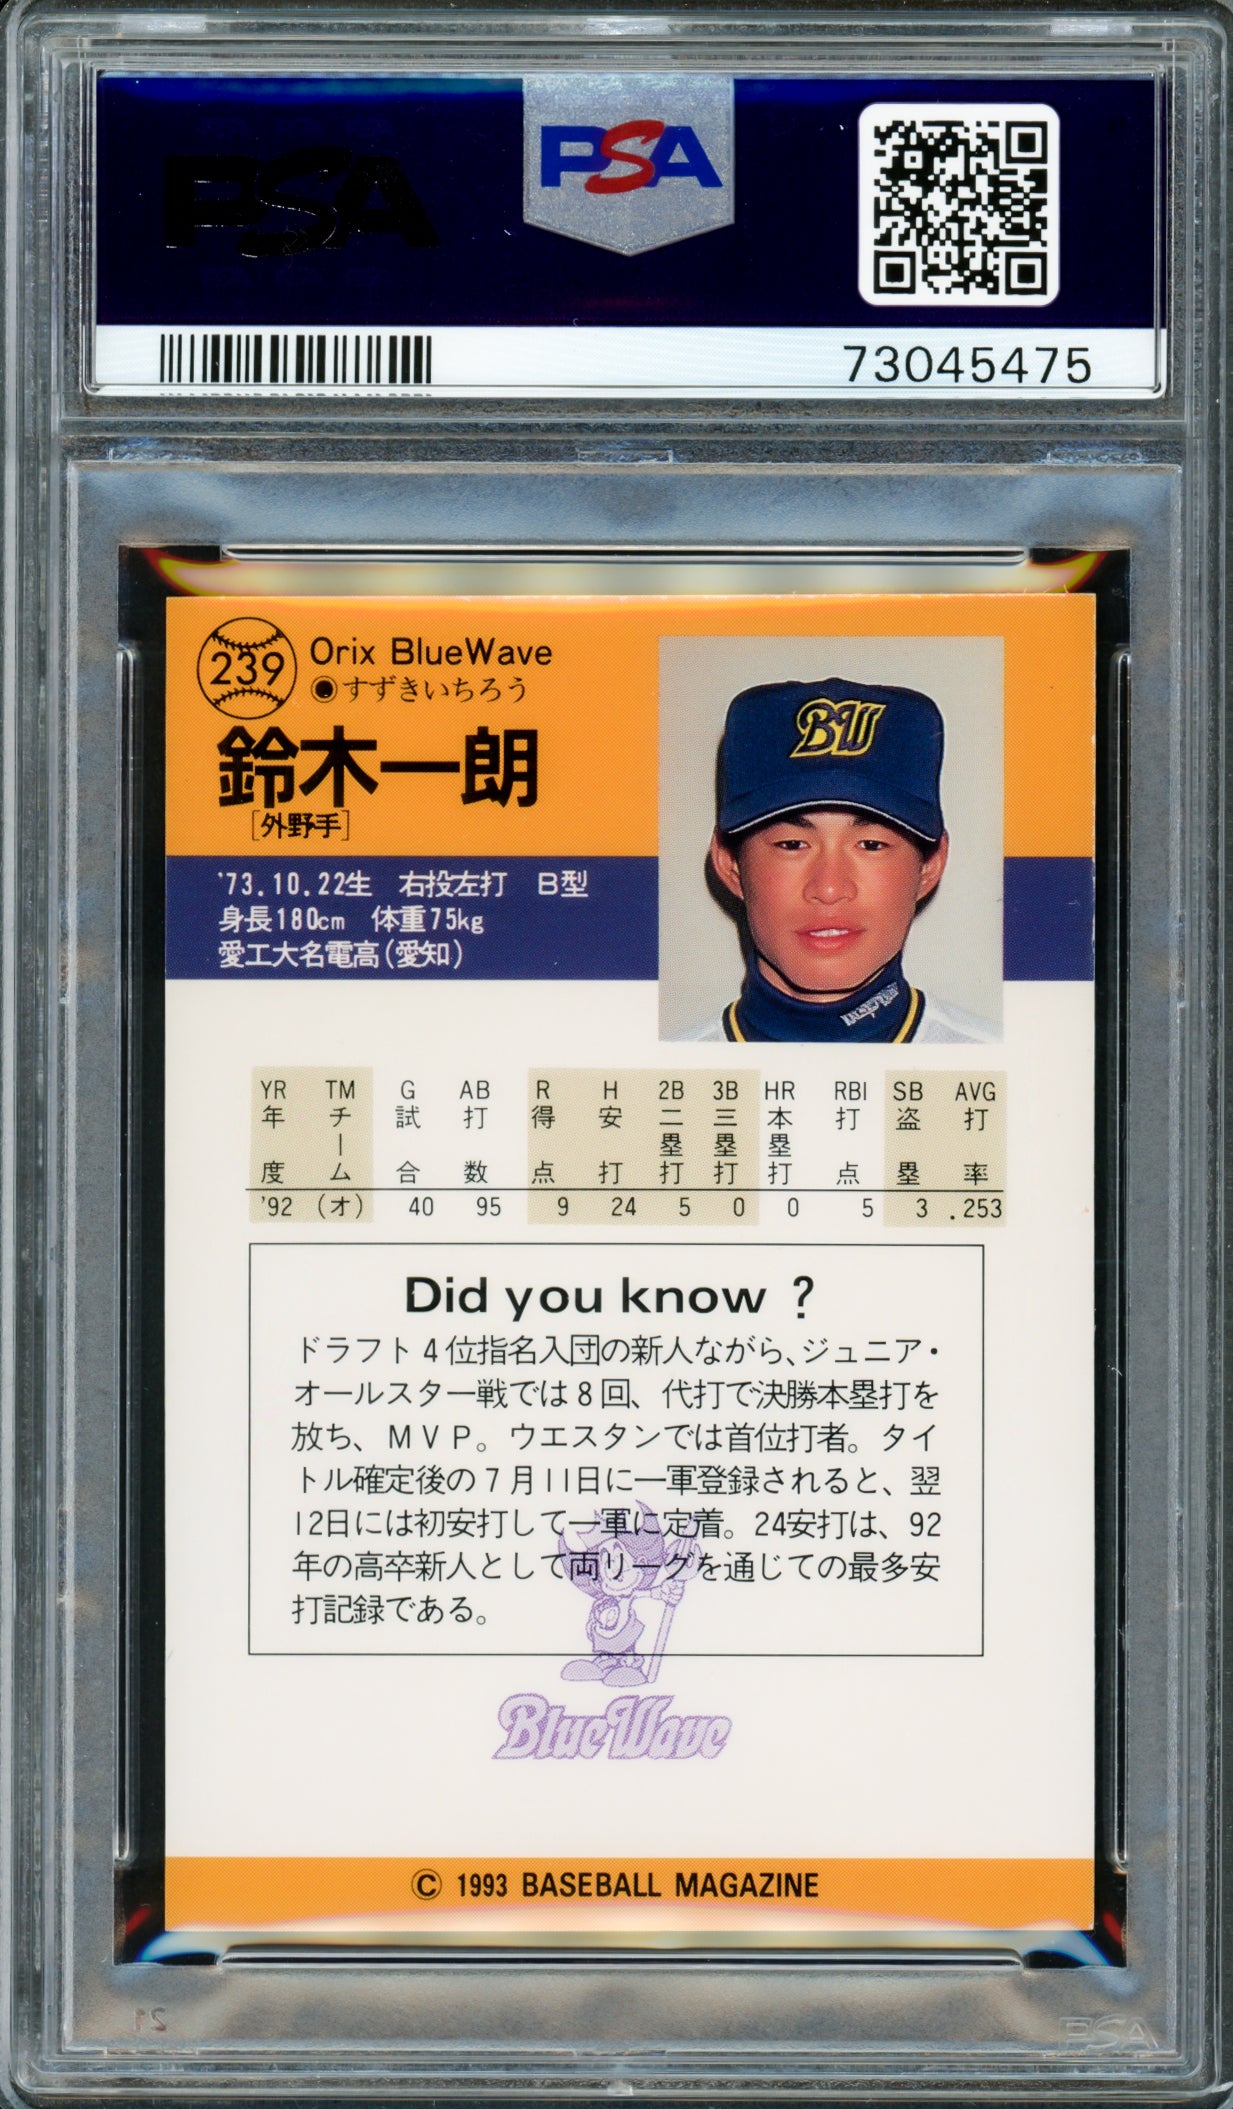 PSA
PSA
73045475
239
Orix BlueWave
◉すずきいちろう
鈴木一朗
[外野手]
BW
'73.10.22生 右投左打 B型
身長180cm 体重75kg
愛工大名電高(愛知)
YR TM G AB R H 2B 3B HR RBI SB AVG
年度 チーム 試合 打数 得点 安打 二塁打 三塁打 本塁打 打点 盗塁 打率
'92 (オ) 40 95 9 24 5 0 0 5 3 .253
Did you know ?
ドラフト4位指名入団の新人ながら、ジュニア・
オールスター戦では8回、代打で決勝本塁打を
放ち、MVP。ウエスタンでは首位打者。タイ
トル確定後の7月11日に一軍登録されると、翌
12日には初安打して一軍に定着。24安打は、92
年の高卒新人として両リーグを通じての最多安
打記録である。
BlueWave
© 1993 BASEBALL MAGAZINE
21
PSA